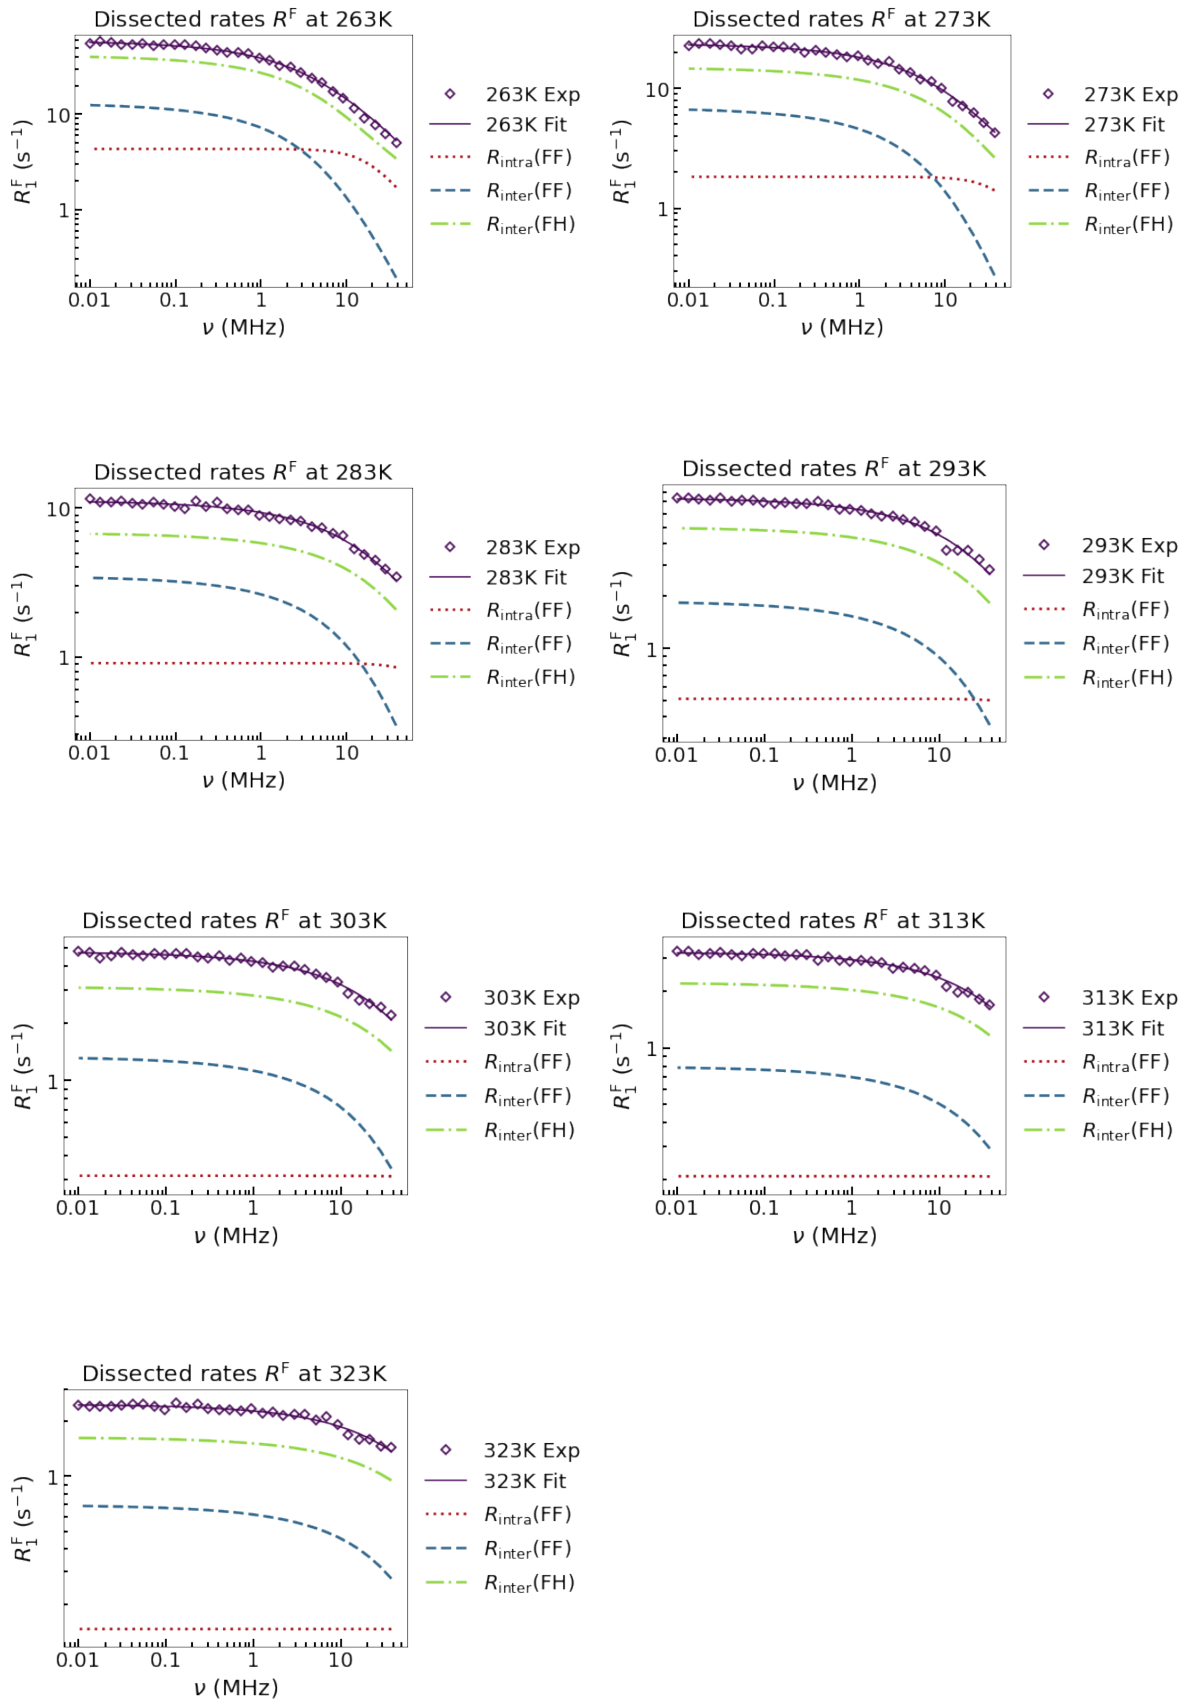 Dissected rates R^F at 263K
10
1
R₁^F (s⁻¹)
0.01 0.1 1 10
ν (MHz)
263K Exp
263K Fit
R_intra(FF)
R_inter(FF)
R_inter(FH)
Dissected rates R^F at 273K
10
1
R₁^F (s⁻¹)
0.01 0.1 1 10
ν (MHz)
273K Exp
273K Fit
R_intra(FF)
R_inter(FF)
R_inter(FH)
Dissected rates R^F at 283K
10
1
R₁^F (s⁻¹)
0.01 0.1 1 10
ν (MHz)
283K Exp
283K Fit
R_intra(FF)
R_inter(FF)
R_inter(FH)
Dissected rates R^F at 293K
1
R₁^F (s⁻¹)
0.01 0.1 1 10
ν (MHz)
293K Exp
293K Fit
R_intra(FF)
R_inter(FF)
R_inter(FH)
Dissected rates R^F at 303K
1
R₁^F (s⁻¹)
0.01 0.1 1 10
ν (MHz)
303K Exp
303K Fit
R_intra(FF)
R_inter(FF)
R_inter(FH)
Dissected rates R^F at 313K
1
R₁^F (s⁻¹)
0.01 0.1 1 10
ν (MHz)
313K Exp
313K Fit
R_intra(FF)
R_inter(FF)
R_inter(FH)
Dissected rates R^F at 323K
1
R₁^F (s⁻¹)
0.01 0.1 1 10
ν (MHz)
323K Exp
323K Fit
R_intra(FF)
R_inter(FF)
R_inter(FH)